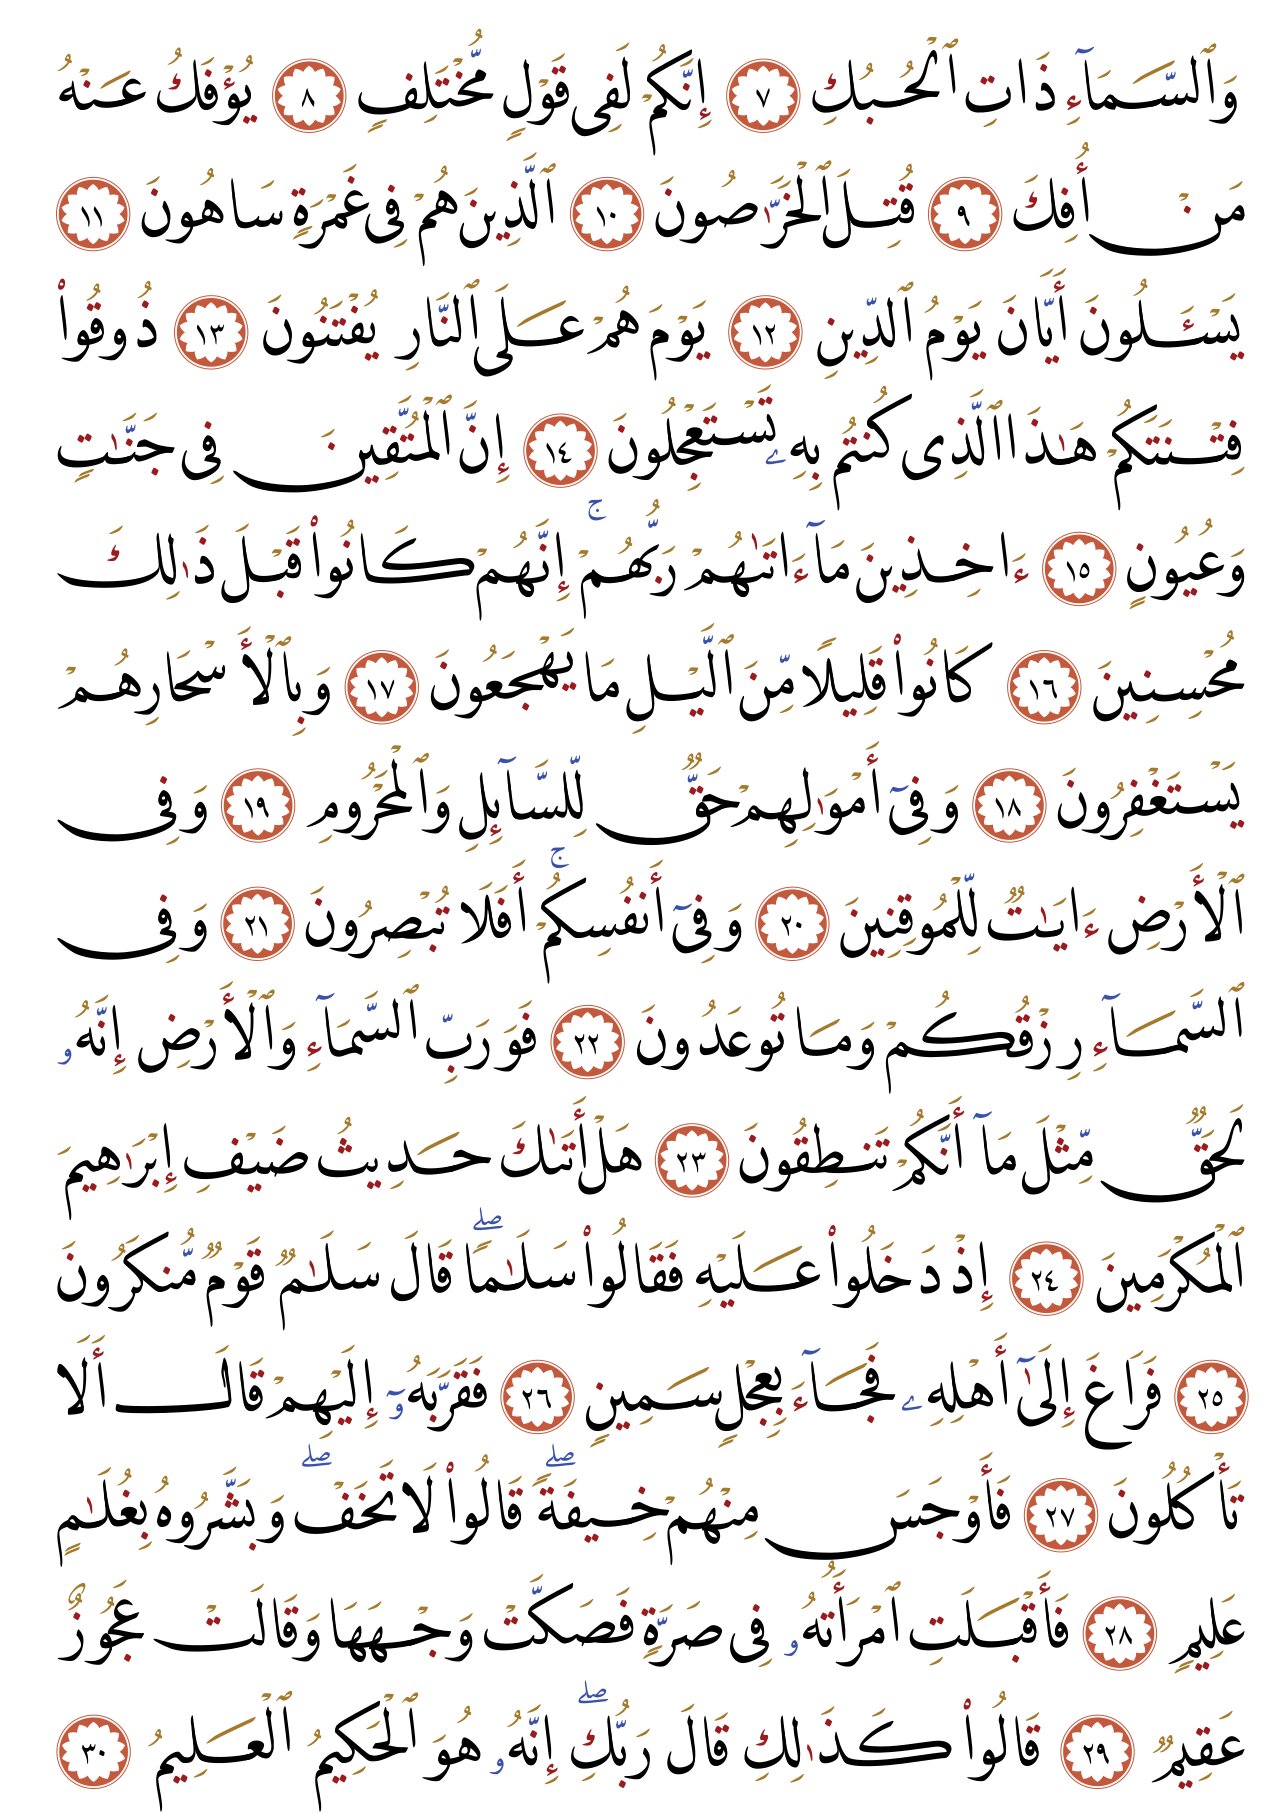 وَٱلسَّمَآءِ ذَاتِ ٱلْحُبُكِ ٧ إِنَّكُمْ لَفِى قَوْلٍ مُّخْتَلِفٍ ٨ يُؤْفَكُ عَنْهُ
مَنْ أُفِكَ ٩ قُتِلَ ٱلْخَرَّٰصُونَ ١٠ ٱلَّذِينَ هُمْ فِى غَمْرَةٍ سَاهُونَ ١١
يَسْـَٔلُونَ أَيَّانَ يَوْمُ ٱلدِّينِ ١٢ يَوْمَ هُمْ عَلَى ٱلنَّارِ يُفْتَنُونَ ١٣ ذُوقُوا۟
فِتْنَتَكُمْ هَـٰذَا ٱلَّذِى كُنتُم بِهِۦ تَسْتَعْجِلُونَ ١٤ إِنَّ ٱلْمُتَّقِينَ فِى جَنَّـٰتٍ
وَعُيُونٍ ١٥ ءَاخِذِينَ مَآ ءَاتَىٰهُمْ رَبُّهُمْ ۚ إِنَّهُمْ كَانُوا۟ قَبْلَ ذَٰلِكَ
مُحْسِنِينَ ١٦ كَانُوا۟ قَلِيلًا مِّنَ ٱلَّيْلِ مَا يَهْجَعُونَ ١٧ وَبِٱلْأَسْحَارِ هُمْ
يَسْتَغْفِرُونَ ١٨ وَفِىٓ أَمْوَٰلِهِمْ حَقٌّ لِّلسَّآئِلِ وَٱلْمَحْرُومِ ١٩ وَفِى
ٱلْأَرْضِ ءَايَـٰتٌ لِّلْمُوقِنِينَ ٢٠ وَفِىٓ أَنفُسِكُمْ ۚ أَفَلَا تُبْصِرُونَ ٢١ وَفِى
ٱلسَّمَآءِ رِزْقُكُمْ وَمَا تُوعَدُونَ ٢٢ فَوَرَبِّ ٱلسَّمَآءِ وَٱلْأَرْضِ إِنَّهُۥ
لَحَقٌّ مِّثْلَ مَآ أَنَّكُمْ تَنطِقُونَ ٢٣ هَلْ أَتَىٰكَ حَدِيثُ ضَيْفِ إِبْرَٰهِيمَ
ٱلْمُكْرَمِينَ ٢٤ إِذْ دَخَلُوا۟ عَلَيْهِ فَقَالُوا۟ سَلَـٰمًا ۖ قَالَ سَلَـٰمٌ قَوْمٌ مُّنكَرُونَ
٢٥ فَرَاغَ إِلَىٰٓ أَهْلِهِۦ فَجَآءَ بِعِجْلٍ سَمِينٍ ٢٦ فَقَرَّبَهُۥٓ إِلَيْهِمْ قَالَ أَلَا
تَأْكُلُونَ ٢٧ فَأَوْجَسَ مِنْهُمْ خِيفَةً ۖ قَالُوا۟ لَا تَخَفْ ۖ وَبَشَّرُوهُ بِغُلَـٰمٍ
عَلِيمٍ ٢٨ فَأَقْبَلَتِ ٱمْرَأَتُهُۥ فِى صَرَّةٍ فَصَكَّتْ وَجْهَهَا وَقَالَتْ عَجُوزٌ
عَقِيمٌ ٢٩ قَالُوا۟ كَذَٰلِكِ قَالَ رَبُّكِ ۖ إِنَّهُۥ هُوَ ٱلْحَكِيمُ ٱلْعَلِيمُ ٣٠